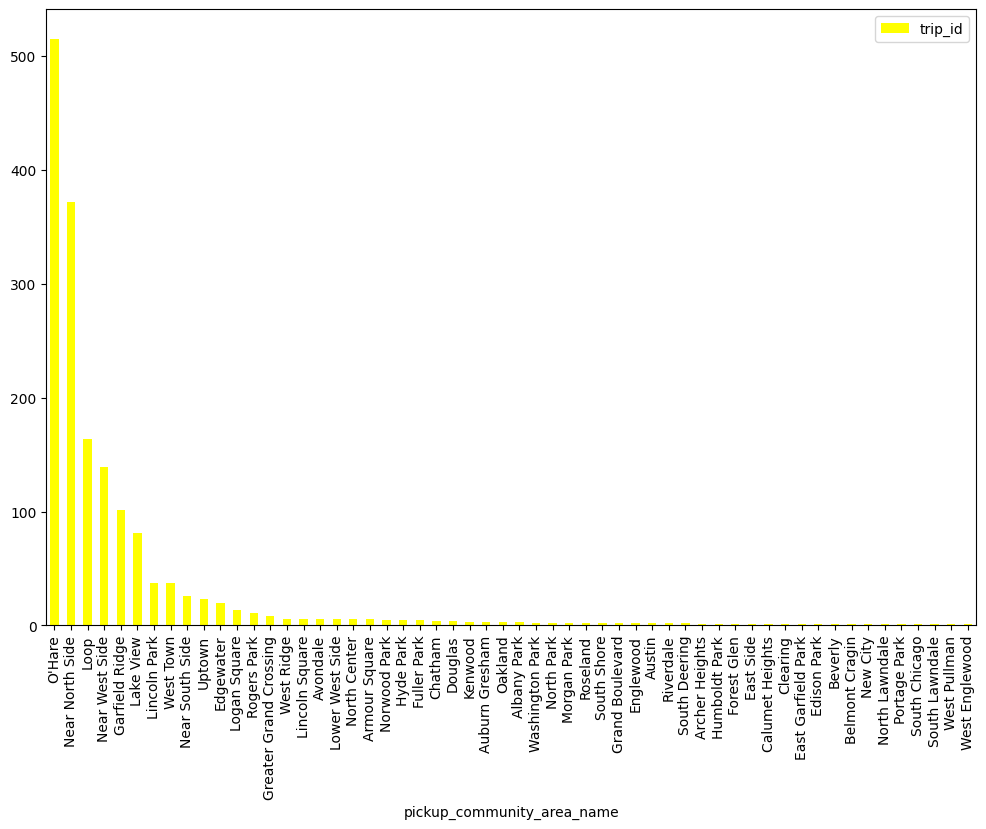 trip_id
500
400
300
200
100
0
O'Hare
Near North Side
Loop
Near West Side
Garfield Ridge
Lake View
Lincoln Park
West Town
Near South Side
Uptown
Edgewater
Logan Square
Rogers Park
Greater Grand Crossing
West Ridge
Lincoln Square
Avondale
Lower West Side
North Center
Armour Square
Norwood Park
Hyde Park
Fuller Park
Chatham
Douglas
Kenwood
Auburn Gresham
Oakland
Albany Park
Washington Park
North Park
Morgan Park
Roseland
South Shore
Grand Boulevard
Englewood
Austin
Riverdale
South Deering
Archer Heights
Humboldt Park
Forest Glen
East Side
Calumet Heights
Clearing
East Garfield Park
Edison Park
Beverly
Belmont Cragin
New City
North Lawndale
Portage Park
South Chicago
South Lawndale
West Pullman
West Englewood
pickup_community_area_name